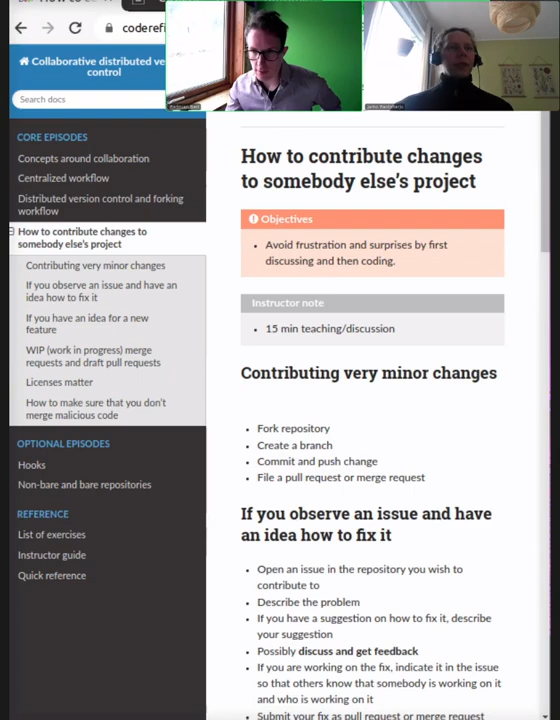 coderefi
Collaborative distributed ve
control
Search docs
CORE EPISODES
Concepts around collaboration
Centralized workflow
Distributed version control and forking
workflow
How to contribute changes to
somebody else's project
Contributing very minor changes
If you observe an issue and have an
idea how to fix it
If you have an idea for a new
feature
WIP (work in progress) merge
requests and draft pull requests
Licenses matter
How to make sure that you don't
merge malicious code
OPTIONAL EPISODES
Hooks
Non-bare and bare repositories
REFERENCE
List of exercises
Instructor guide
Quick reference
How to contribute changes
to somebody else's project
Objectives
• Avoid frustration and surprises by first
discussing and then coding.
Instructor note
• 15 min teaching/discussion
Contributing very minor changes
• Fork repository
• Create a branch
• Commit and push change
• File a pull request or merge request
If you observe an issue and have
an idea how to fix it
• Open an issue in the repository you wish to
contribute to
• Describe the problem
• If you have a suggestion on how to fix it, describe
your suggestion
• Possibly discuss and get feedback
• If you are working on the fix, indicate it in the issue
so that others know that somebody is working on it
and who is working on it
• Submit your fix as pull request or merge request